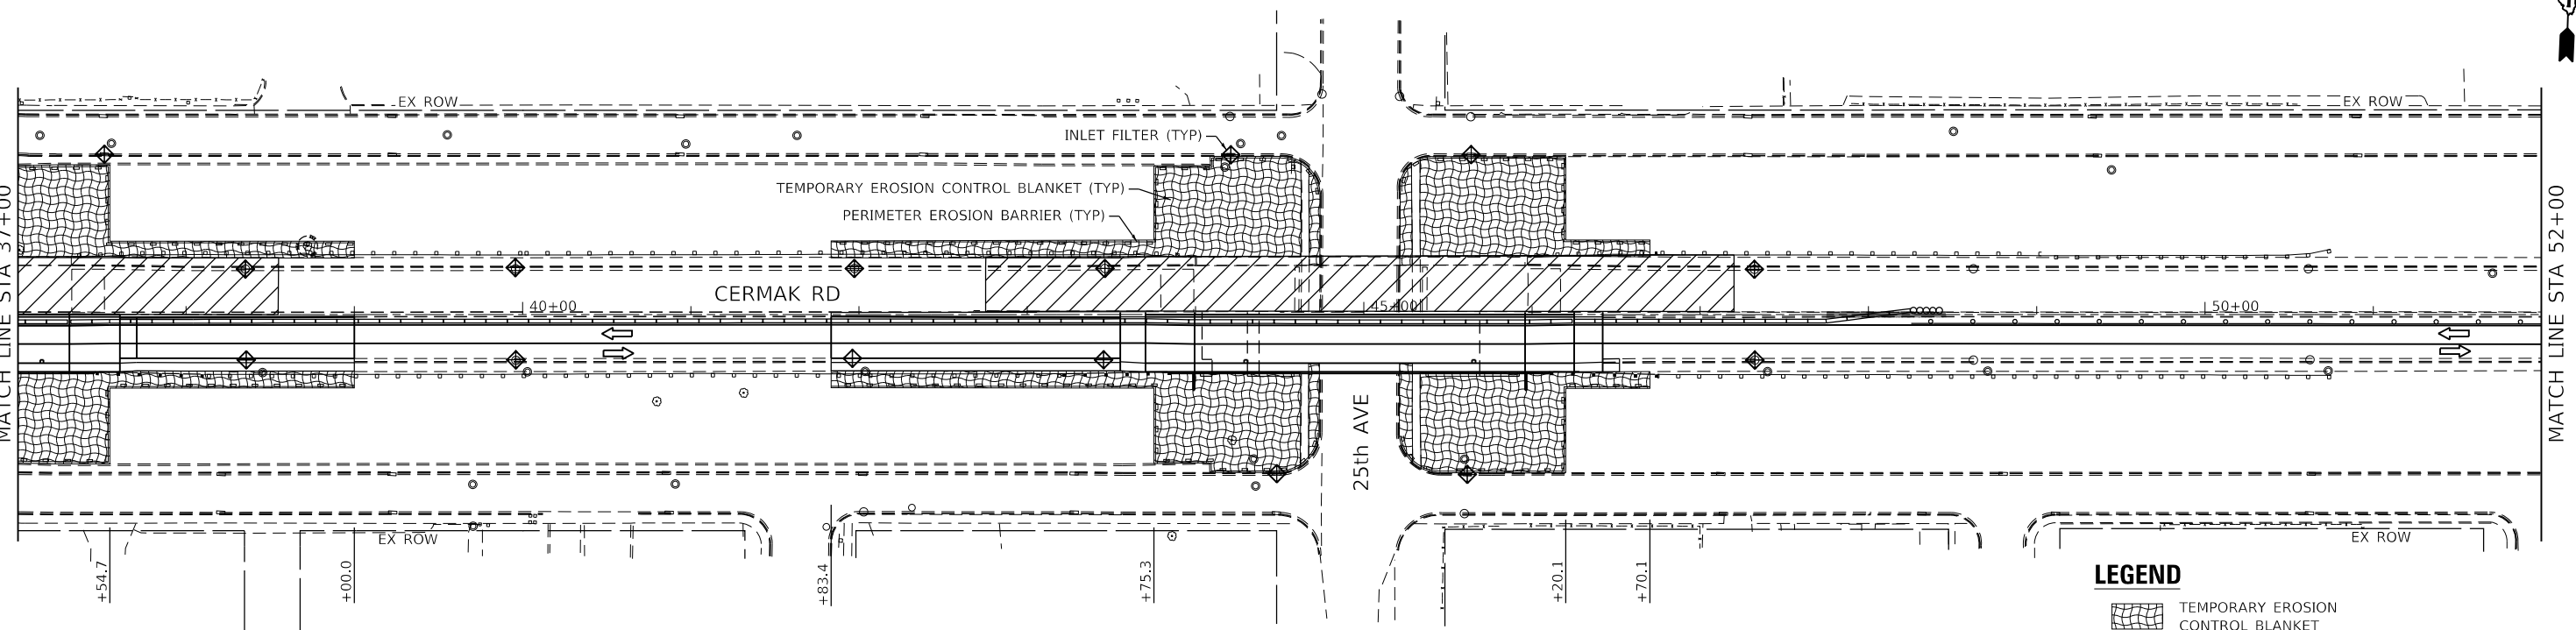 EX ROW
EX ROW
INLET FILTER (TYP)
TEMPORARY EROSION CONTROL BLANKET (TYP)
PERIMETER EROSION BARRIER (TYP)
MATCH LINE STA 37+00
MATCH LINE STA 52+00
CERMAK RD
40+00
45+00
50+00
25th AVE
EX ROW
EX ROW
+54.7
+00.0
+83.4
+75.3
+20.1
+70.1
LEGEND
TEMPORARY EROSION
CONTROL BLANKET